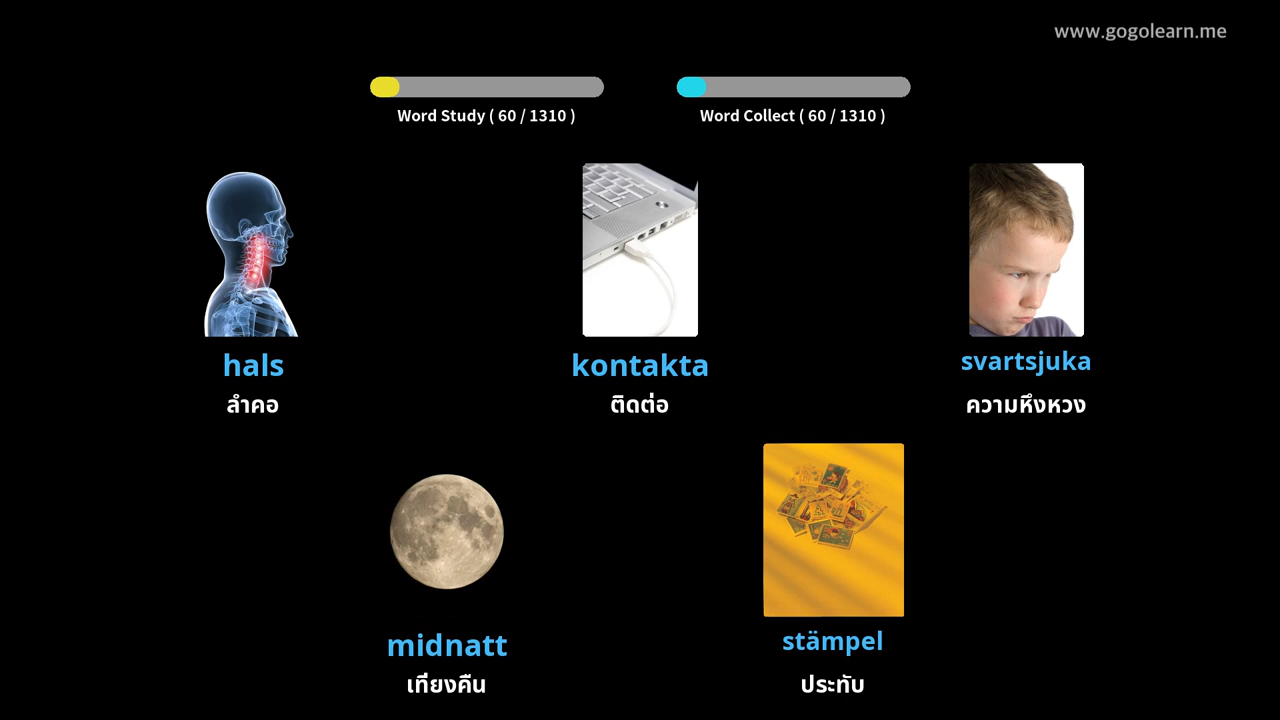 www.gogolearn.me
Word Study ( 60 / 1310 )
Word Collect ( 60 / 1310 )
hals
kontakta
svartsjuka
ลำคอ
ติดต่อ
ความหึงหวง
midnatt
stämpel
เที่ยงคืน
ประทับ